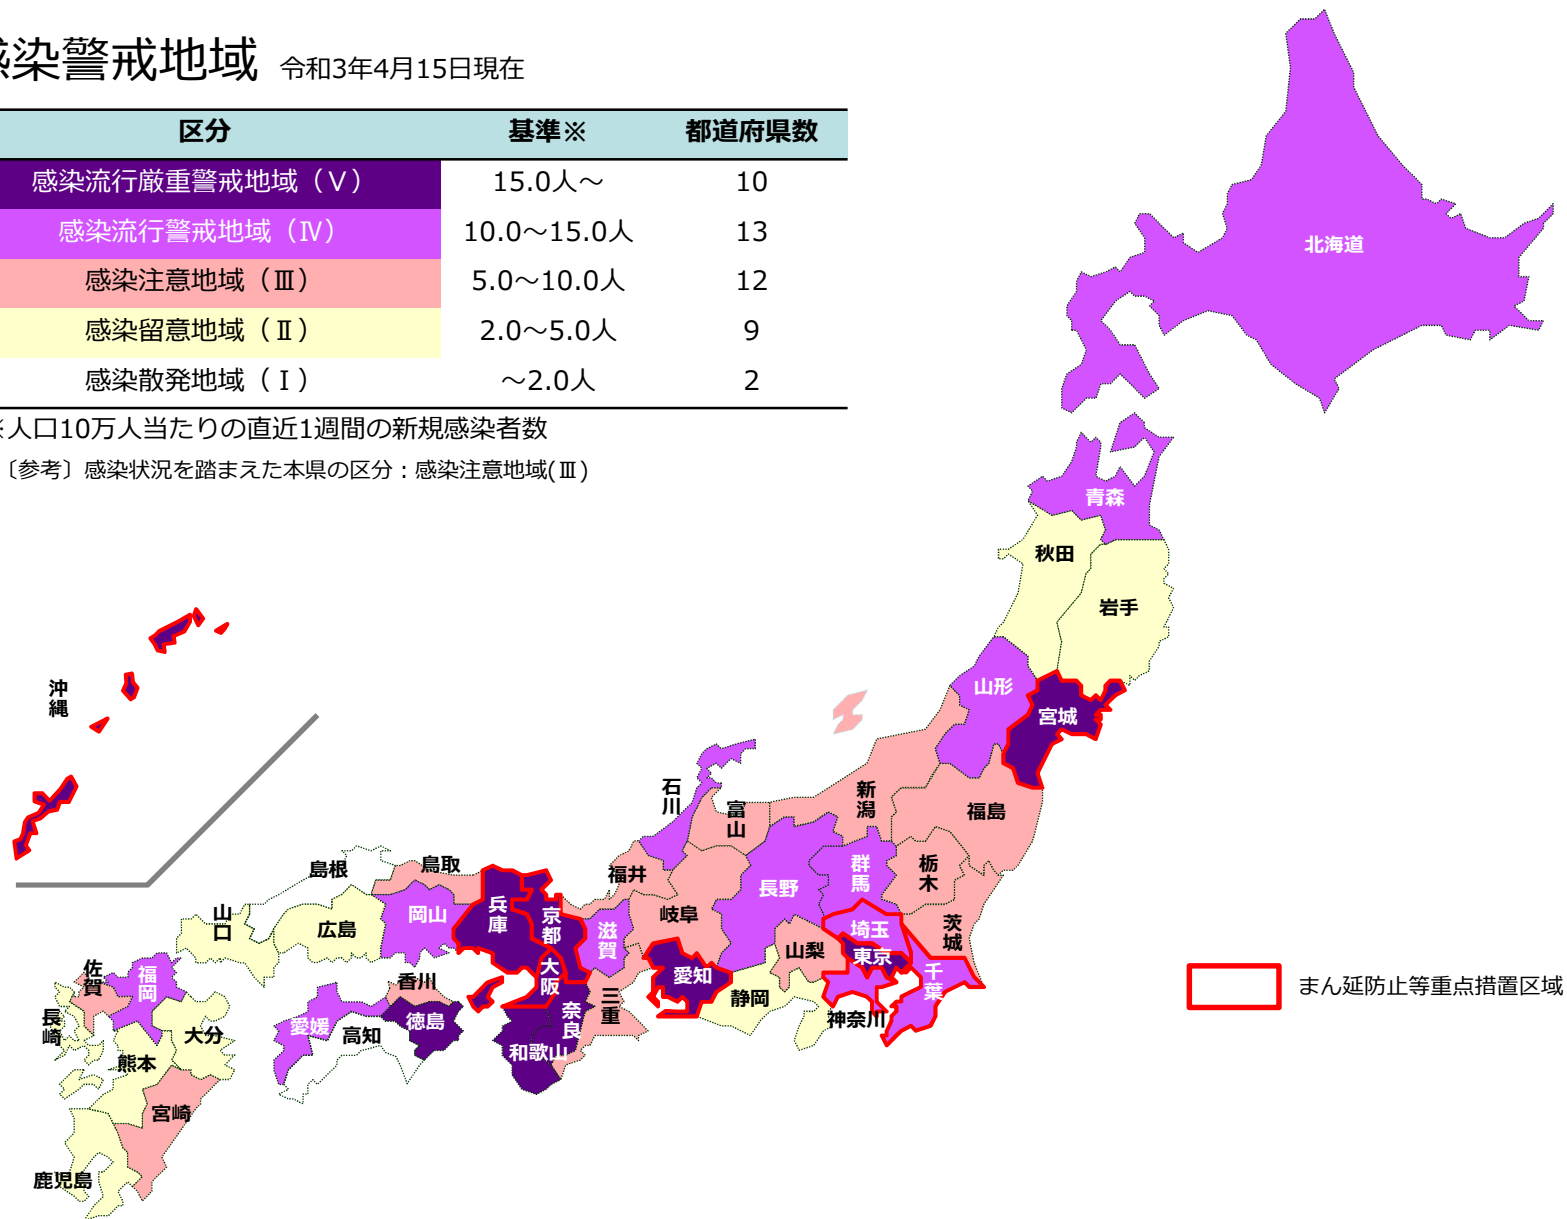 感染警戒地域 令和3年4月15日現在
区分 基準※ 都道府県数
感染流行厳重警戒地域（Ⅴ） 15.0人～ 10
感染流行警戒地域（Ⅳ） 10.0～15.0人 13
感染注意地域（Ⅲ） 5.0～10.0人 12
感染留意地域（Ⅱ） 2.0～5.0人 9
感染散発地域（Ⅰ） ～2.0人 2
※人口10万人当たりの直近1週間の新規感染者数
〔参考〕感染状況を踏まえた本県の区分：感染注意地域(Ⅲ)
北海道
青森
秋田
岩手
山形
宮城
沖縄
新潟
福島
石川
富山
栃木
群馬
長野
福井
岐阜
茨城
埼玉
東京
千葉
山梨
神奈川
静岡
愛知
三重
滋賀
京都
大阪
兵庫
奈良
和歌山
鳥取
島根
岡山
広島
山口
香川
徳島
愛媛
高知
福岡
佐賀
長崎
大分
熊本
宮崎
鹿児島
まん延防止等重点措置区域